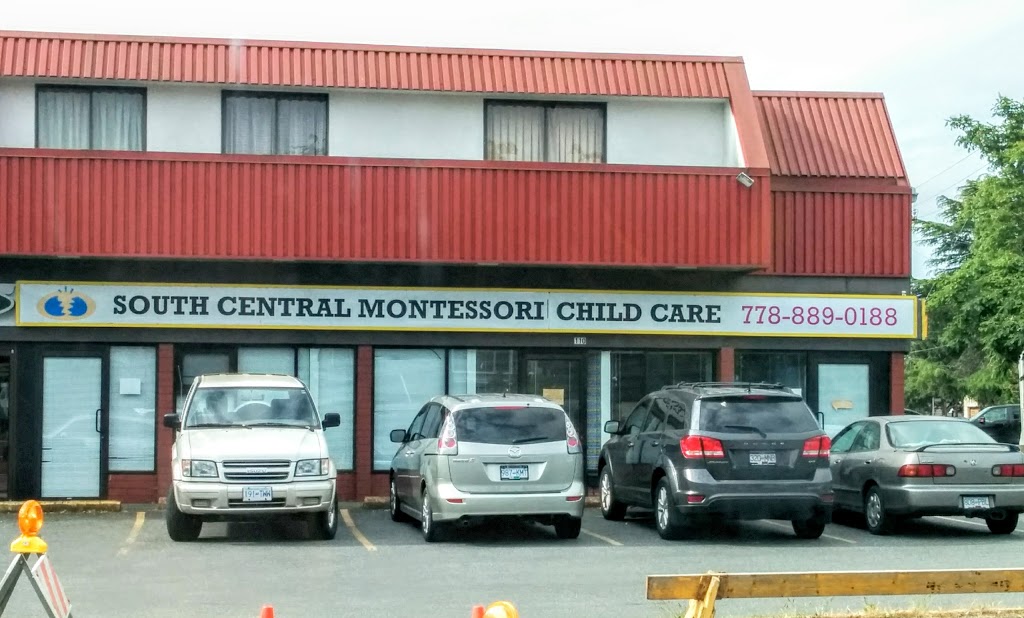 SOUTH CENTRAL MONTESSORI CHILD CARE 778-889-0188
110